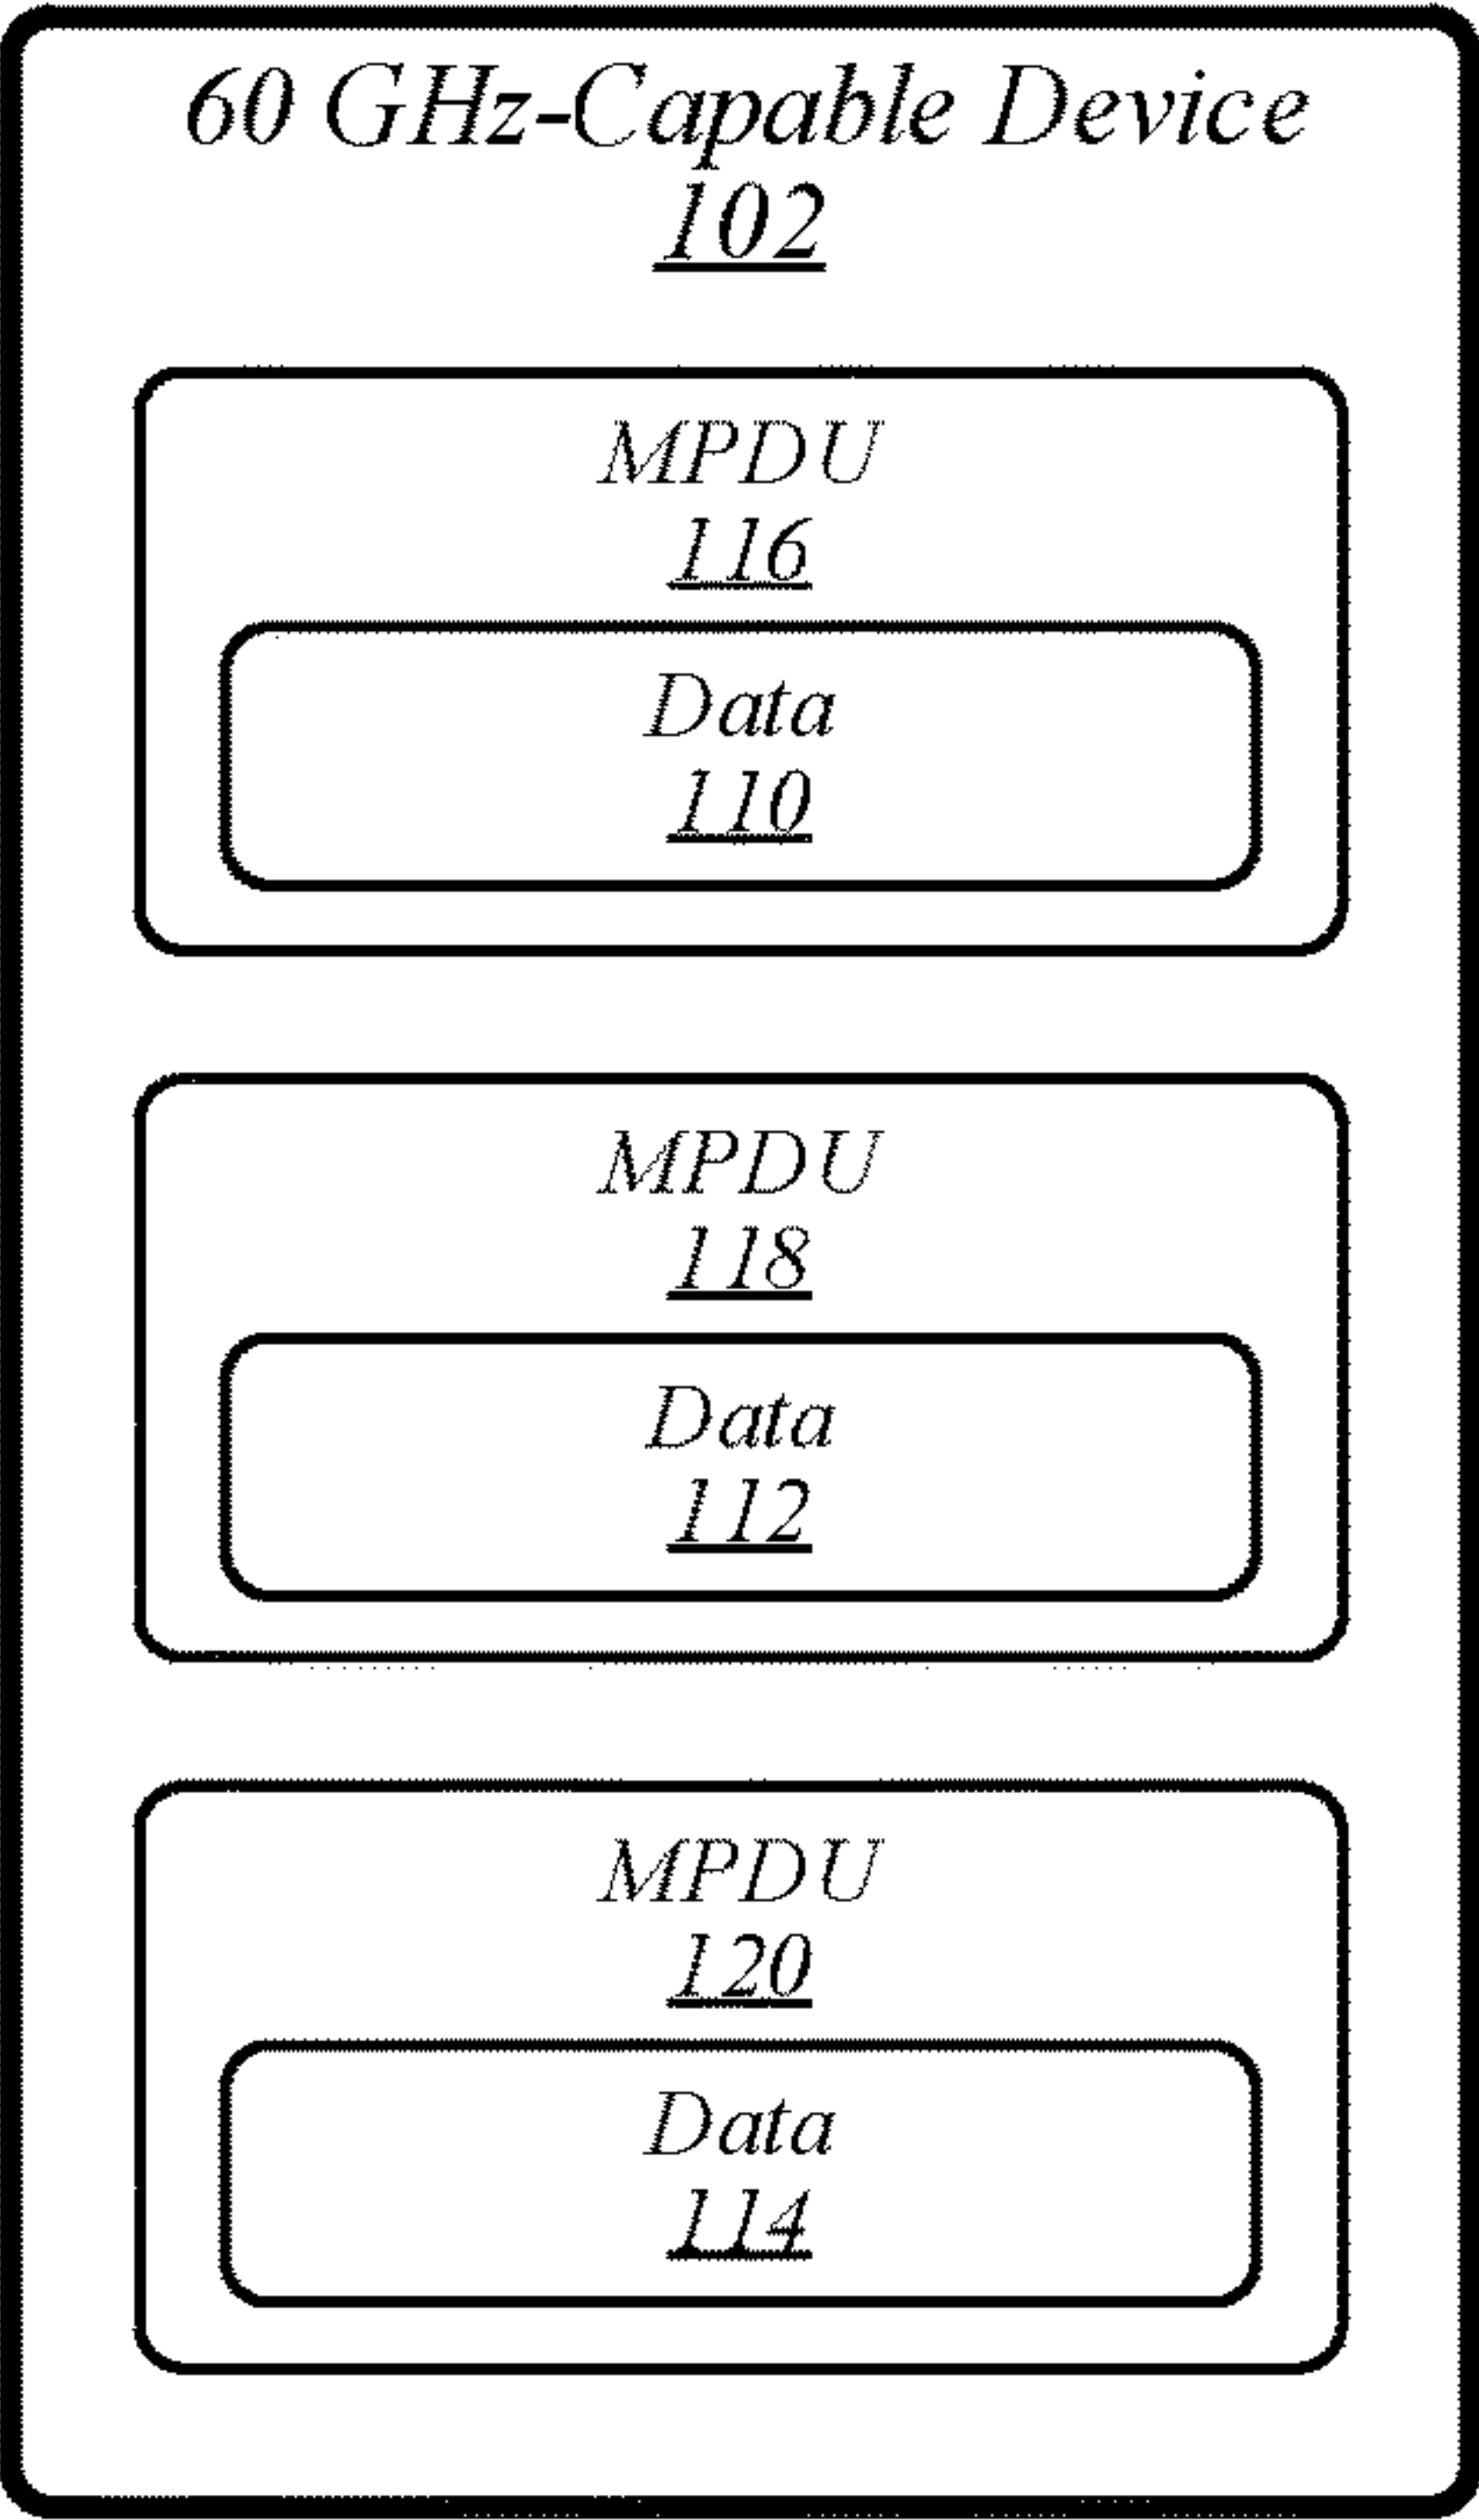 60 GHz-Capable Device
102
MPDU
116
Data
110
MPDU
118
Data
112
MPDU
120
Data
114